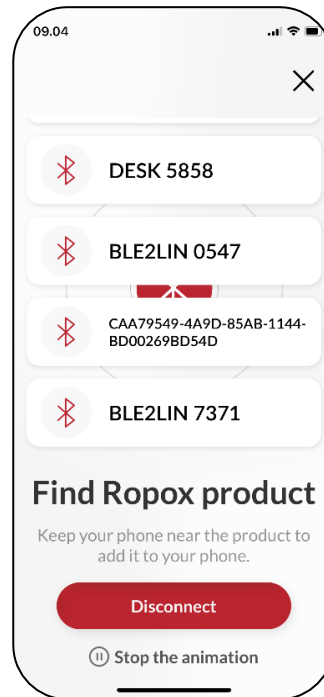 09.04
DESK 5858
BLE2LIN 0547
CAA79549-4A9D-85AB-1144-
BD00269BD54D
BLE2LIN 7371
Find Ropox product
Keep your phone near the product to
add it to your phone.
Disconnect
Stop the animation